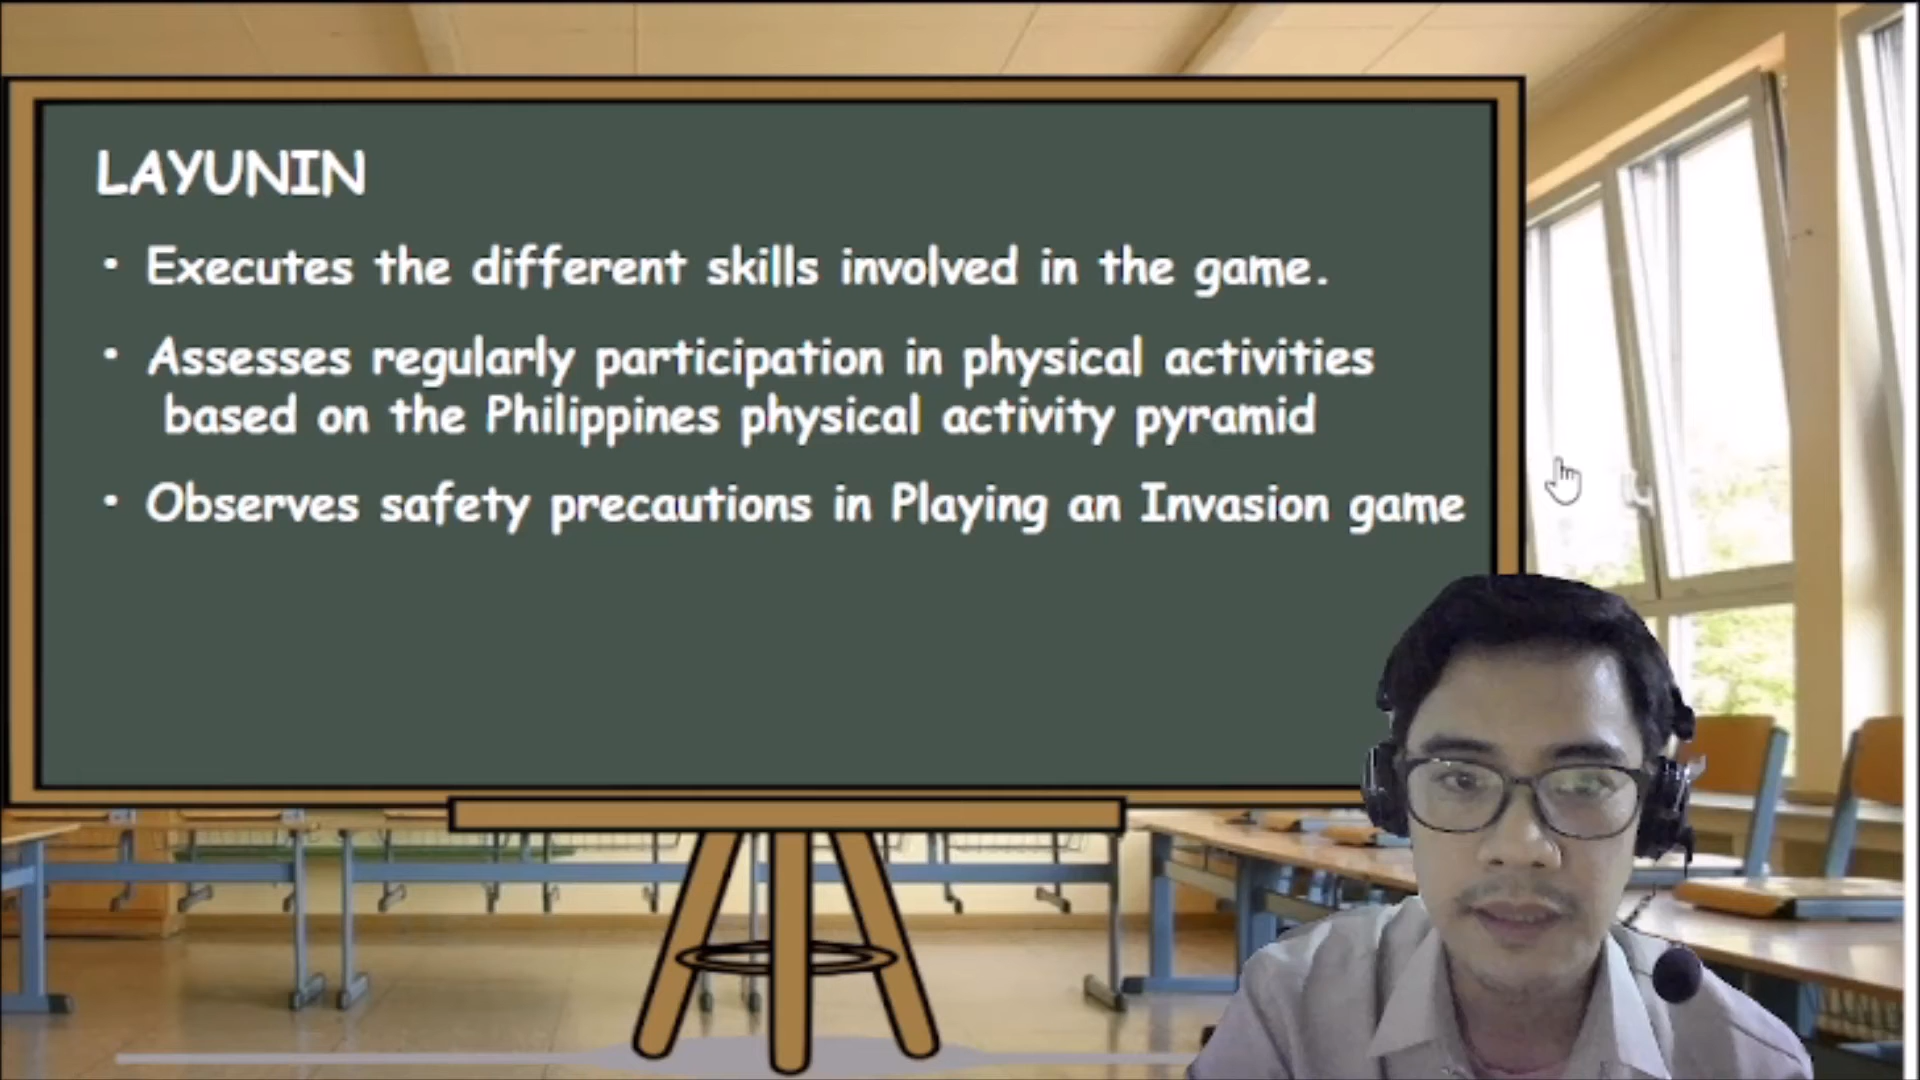 LAYUNIN
• Executes the different skills involved in the game.
• Assesses regularly participation in physical activities
based on the Philippines physical activity pyramid
• Observes safety precautions in Playing an Invasion game